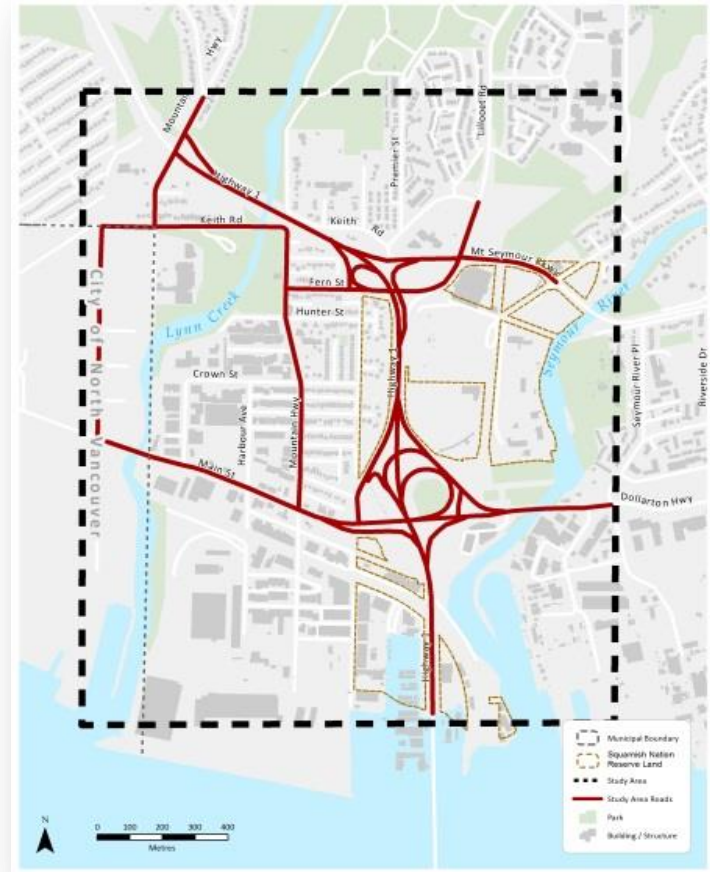 Mountain
Hwy
Highway 1
Keith Rd
Keith
Rd
Premier St
Lillooet Rd
Mt Seymour Pkwy
Fern St
Hunter St
Lynn Creek
City of North Vancouver
Crown St
Harbour Ave
Mountain Hwy
Highway 1
Seymour River
Seymour River Pl
Riverside Dr
Main St
Dollarton Hwy
Highway 1
Municipal Boundary
Squamish Nation
Reserve Land
Study Area
Study Area Roads
Park
Building / Structure
N
0 100 200 300 400
Metres